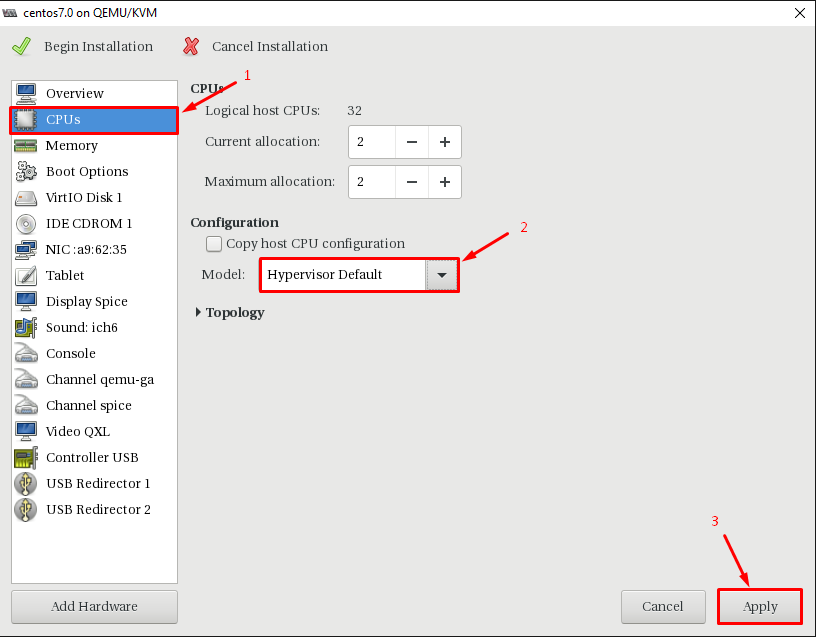 centos7.0 on QEMU/KVM
Begin Installation
Cancel Installation
1
Overview
CPUs
Memory
Boot Options
VirtIO Disk 1
IDE CDROM 1
NIC :a9:62:35
Tablet
Display Spice
Sound: ich6
Console
Channel qemu-ga
Channel spice
Video QXL
Controller USB
USB Redirector 1
USB Redirector 2
Add Hardware
CPUs
Logical host CPUs: 32
Current allocation: 2 − +
Maximum allocation: 2 − +
Configuration
2
Copy host CPU configuration
Model: Hypervisor Default
Topology
3
Cancel
Apply